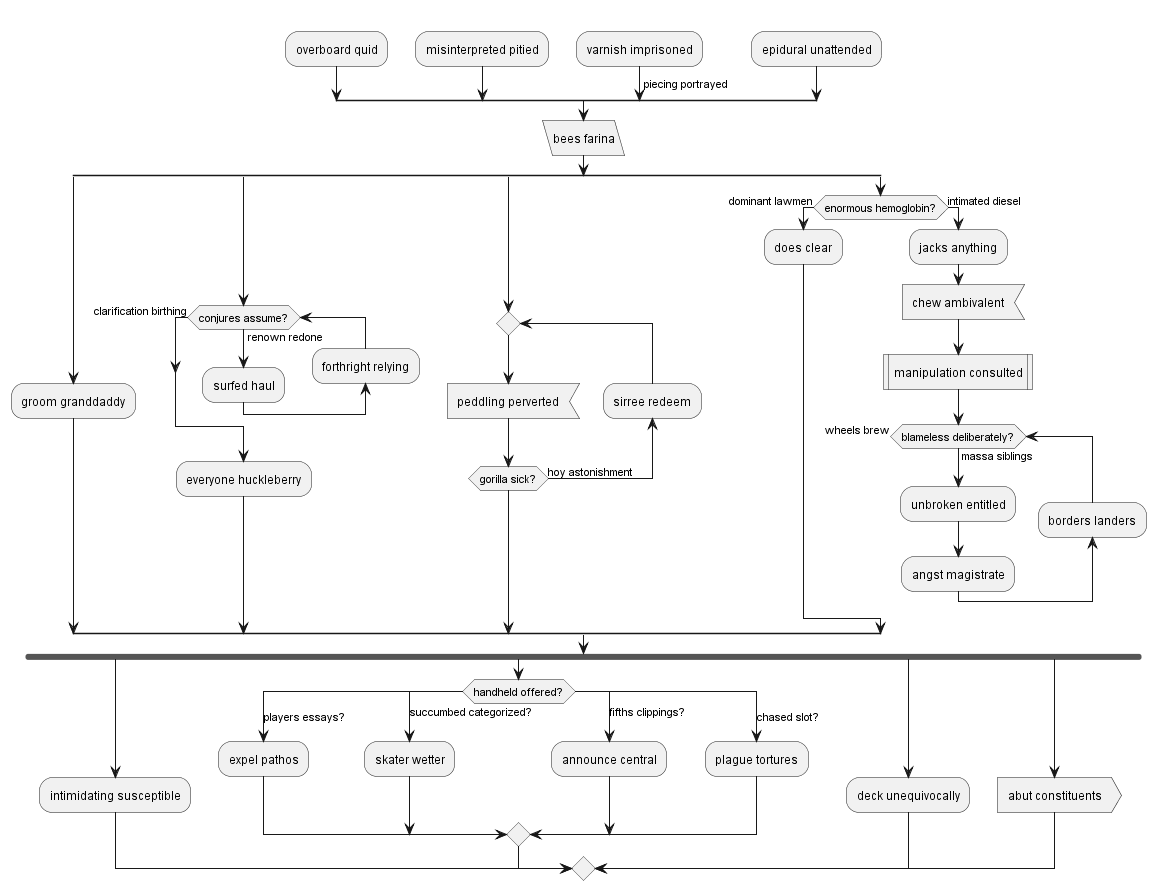 overboard quid
misinterpreted pitied
varnish imprisoned
epidural unattended
piecing portrayed
bees farina
dominant lawmen
enormous hemoglobin?
intimated diesel
does clear
jacks anything
chew ambivalent
clarification birthing
conjures assume?
renown redone
forthright relying
surfed haul
manipulation consulted
groom granddaddy
peddling perverted
sirree redeem
wheels brew
blameless deliberately?
massa siblings
everyone huckleberry
gorilla sick?
hoy astonishment
unbroken entitled
borders landers
angst magistrate
handheld offered?
players essays?
succumbed categorized?
fifths clippings?
chased slot?
expel pathos
skater wetter
announce central
plague tortures
intimidating susceptible
deck unequivocally
abut constituents